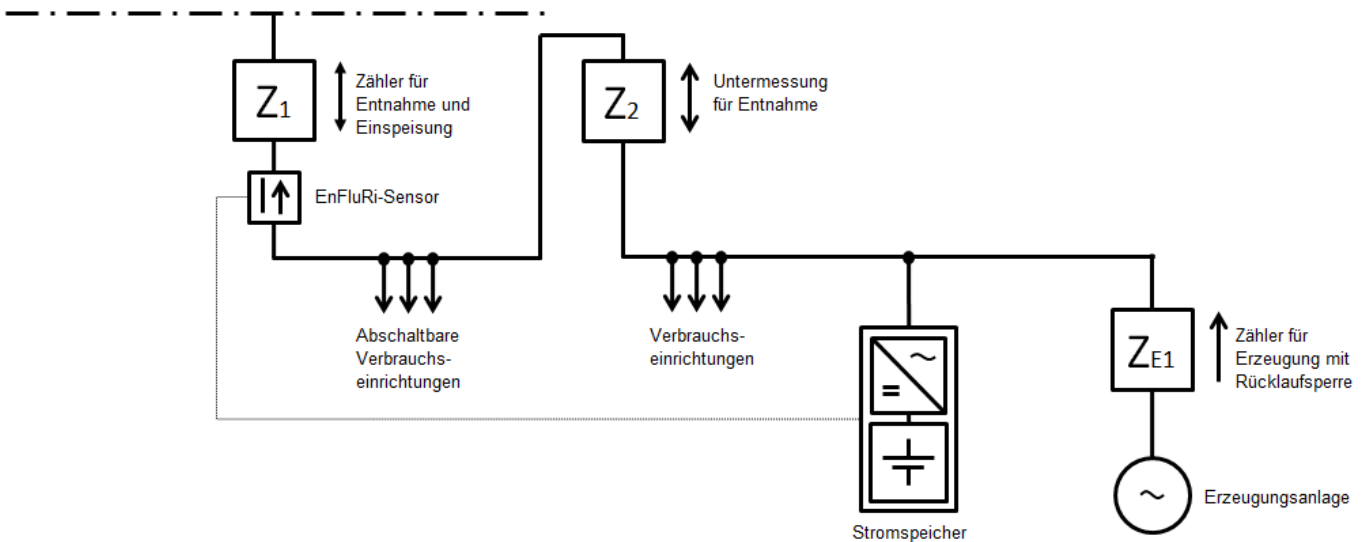 Z1
Zähler für
Entnahme und
Einspeisung
Z2
Untermessung
für Entnahme
EnFluRi-Sensor
Abschaltbare
Verbrauchs-
einrichtungen
Verbrauchs-
einrichtungen
ZE1
Zähler für
Erzeugung mit
Rücklaufsperre
Stromspeicher
Erzeugungsanlage